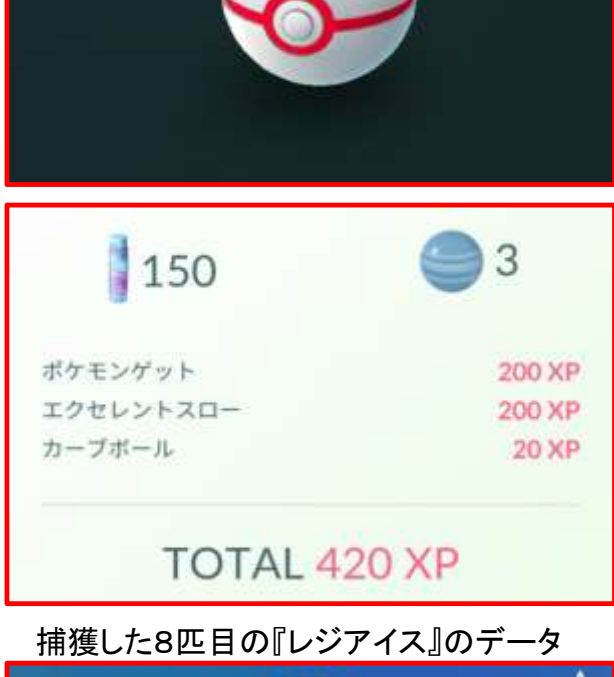 150
3
ポケモンゲット 200 XP
エクセレントスロー 200 XP
カーブボール 20 XP
TOTAL 420 XP
捕獲した8匹目の『レジアイス』のデータ